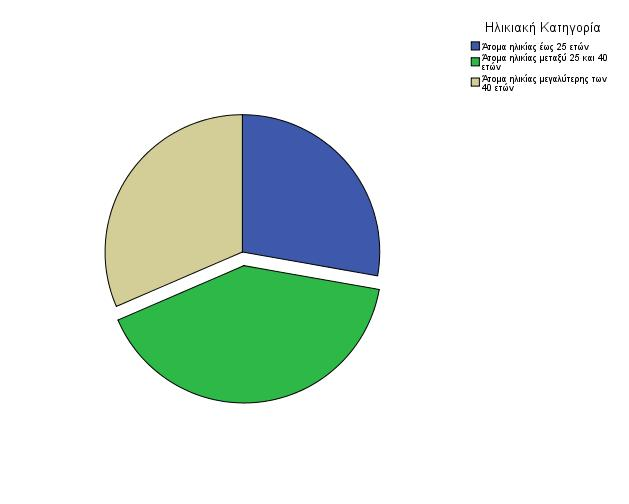 Ηλικιακή Κατηγορία
Άτομα ηλικίας έως 25 ετών
Άτομα ηλικίας μεταξύ 25 και 40
ετών
Άτομα ηλικίας μεγαλύτερης των
40 ετών